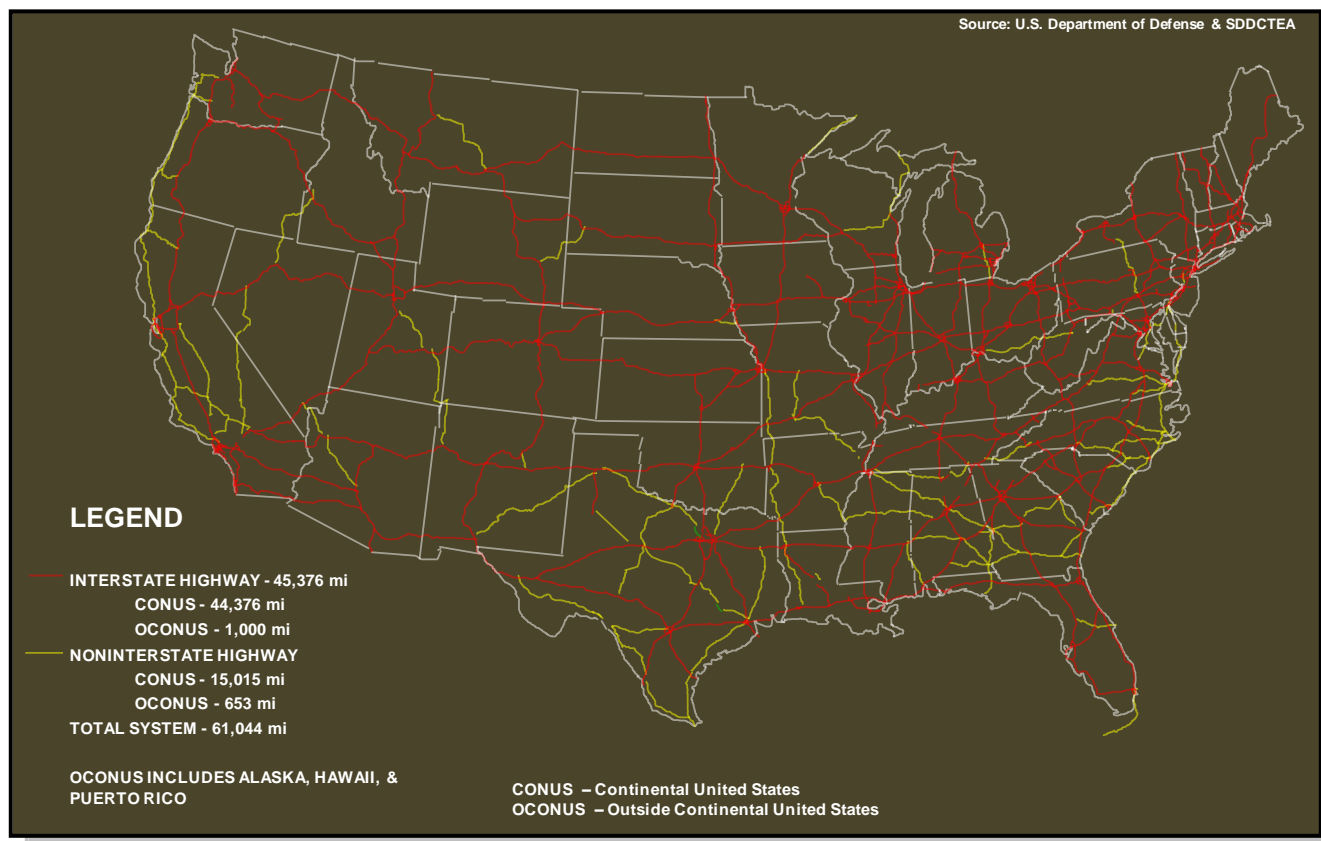 Source: U.S. Department of Defense & SDDCTEA
LEGEND
INTERSTATE HIGHWAY - 45,376 mi
CONUS - 44,376 mi
OCONUS - 1,000 mi
NONINTERSTATE HIGHWAY
CONUS - 15,015 mi
OCONUS - 653 mi
TOTAL SYSTEM - 61,044 mi
OCONUS INCLUDES ALASKA, HAWAII, &
PUERTO RICO
CONUS – Continental United States
OCONUS – Outside Continental United States